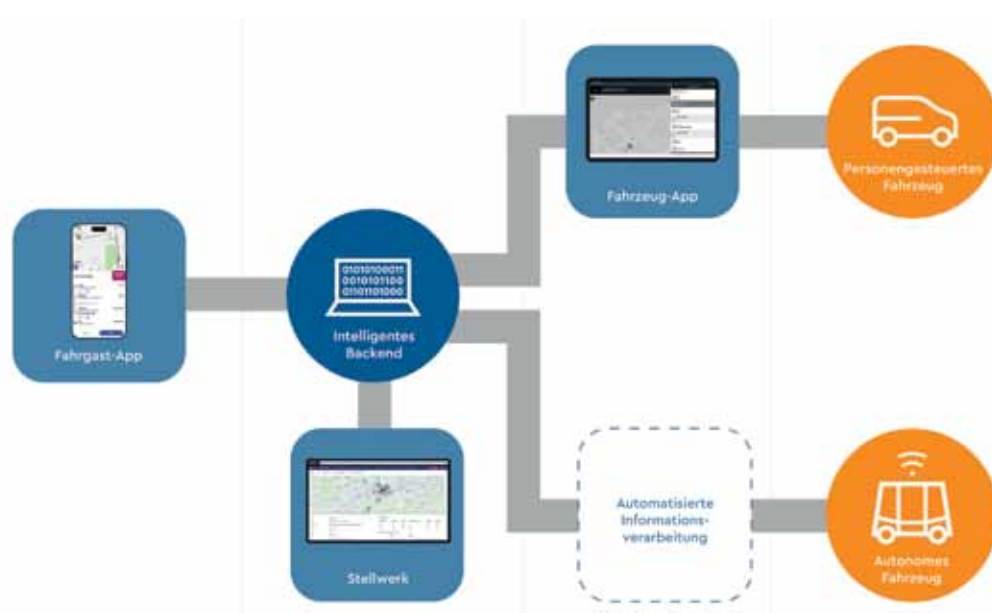 Fahrzeug-App
Personengesteuertes
Fahrzeug
Fahrgast-App
01010100011
0010101100
01101101000
Intelligentes
Backend
Stellwerk
Automatisierte
Informations-
verarbeitung
Autonomes
Fahrzeug